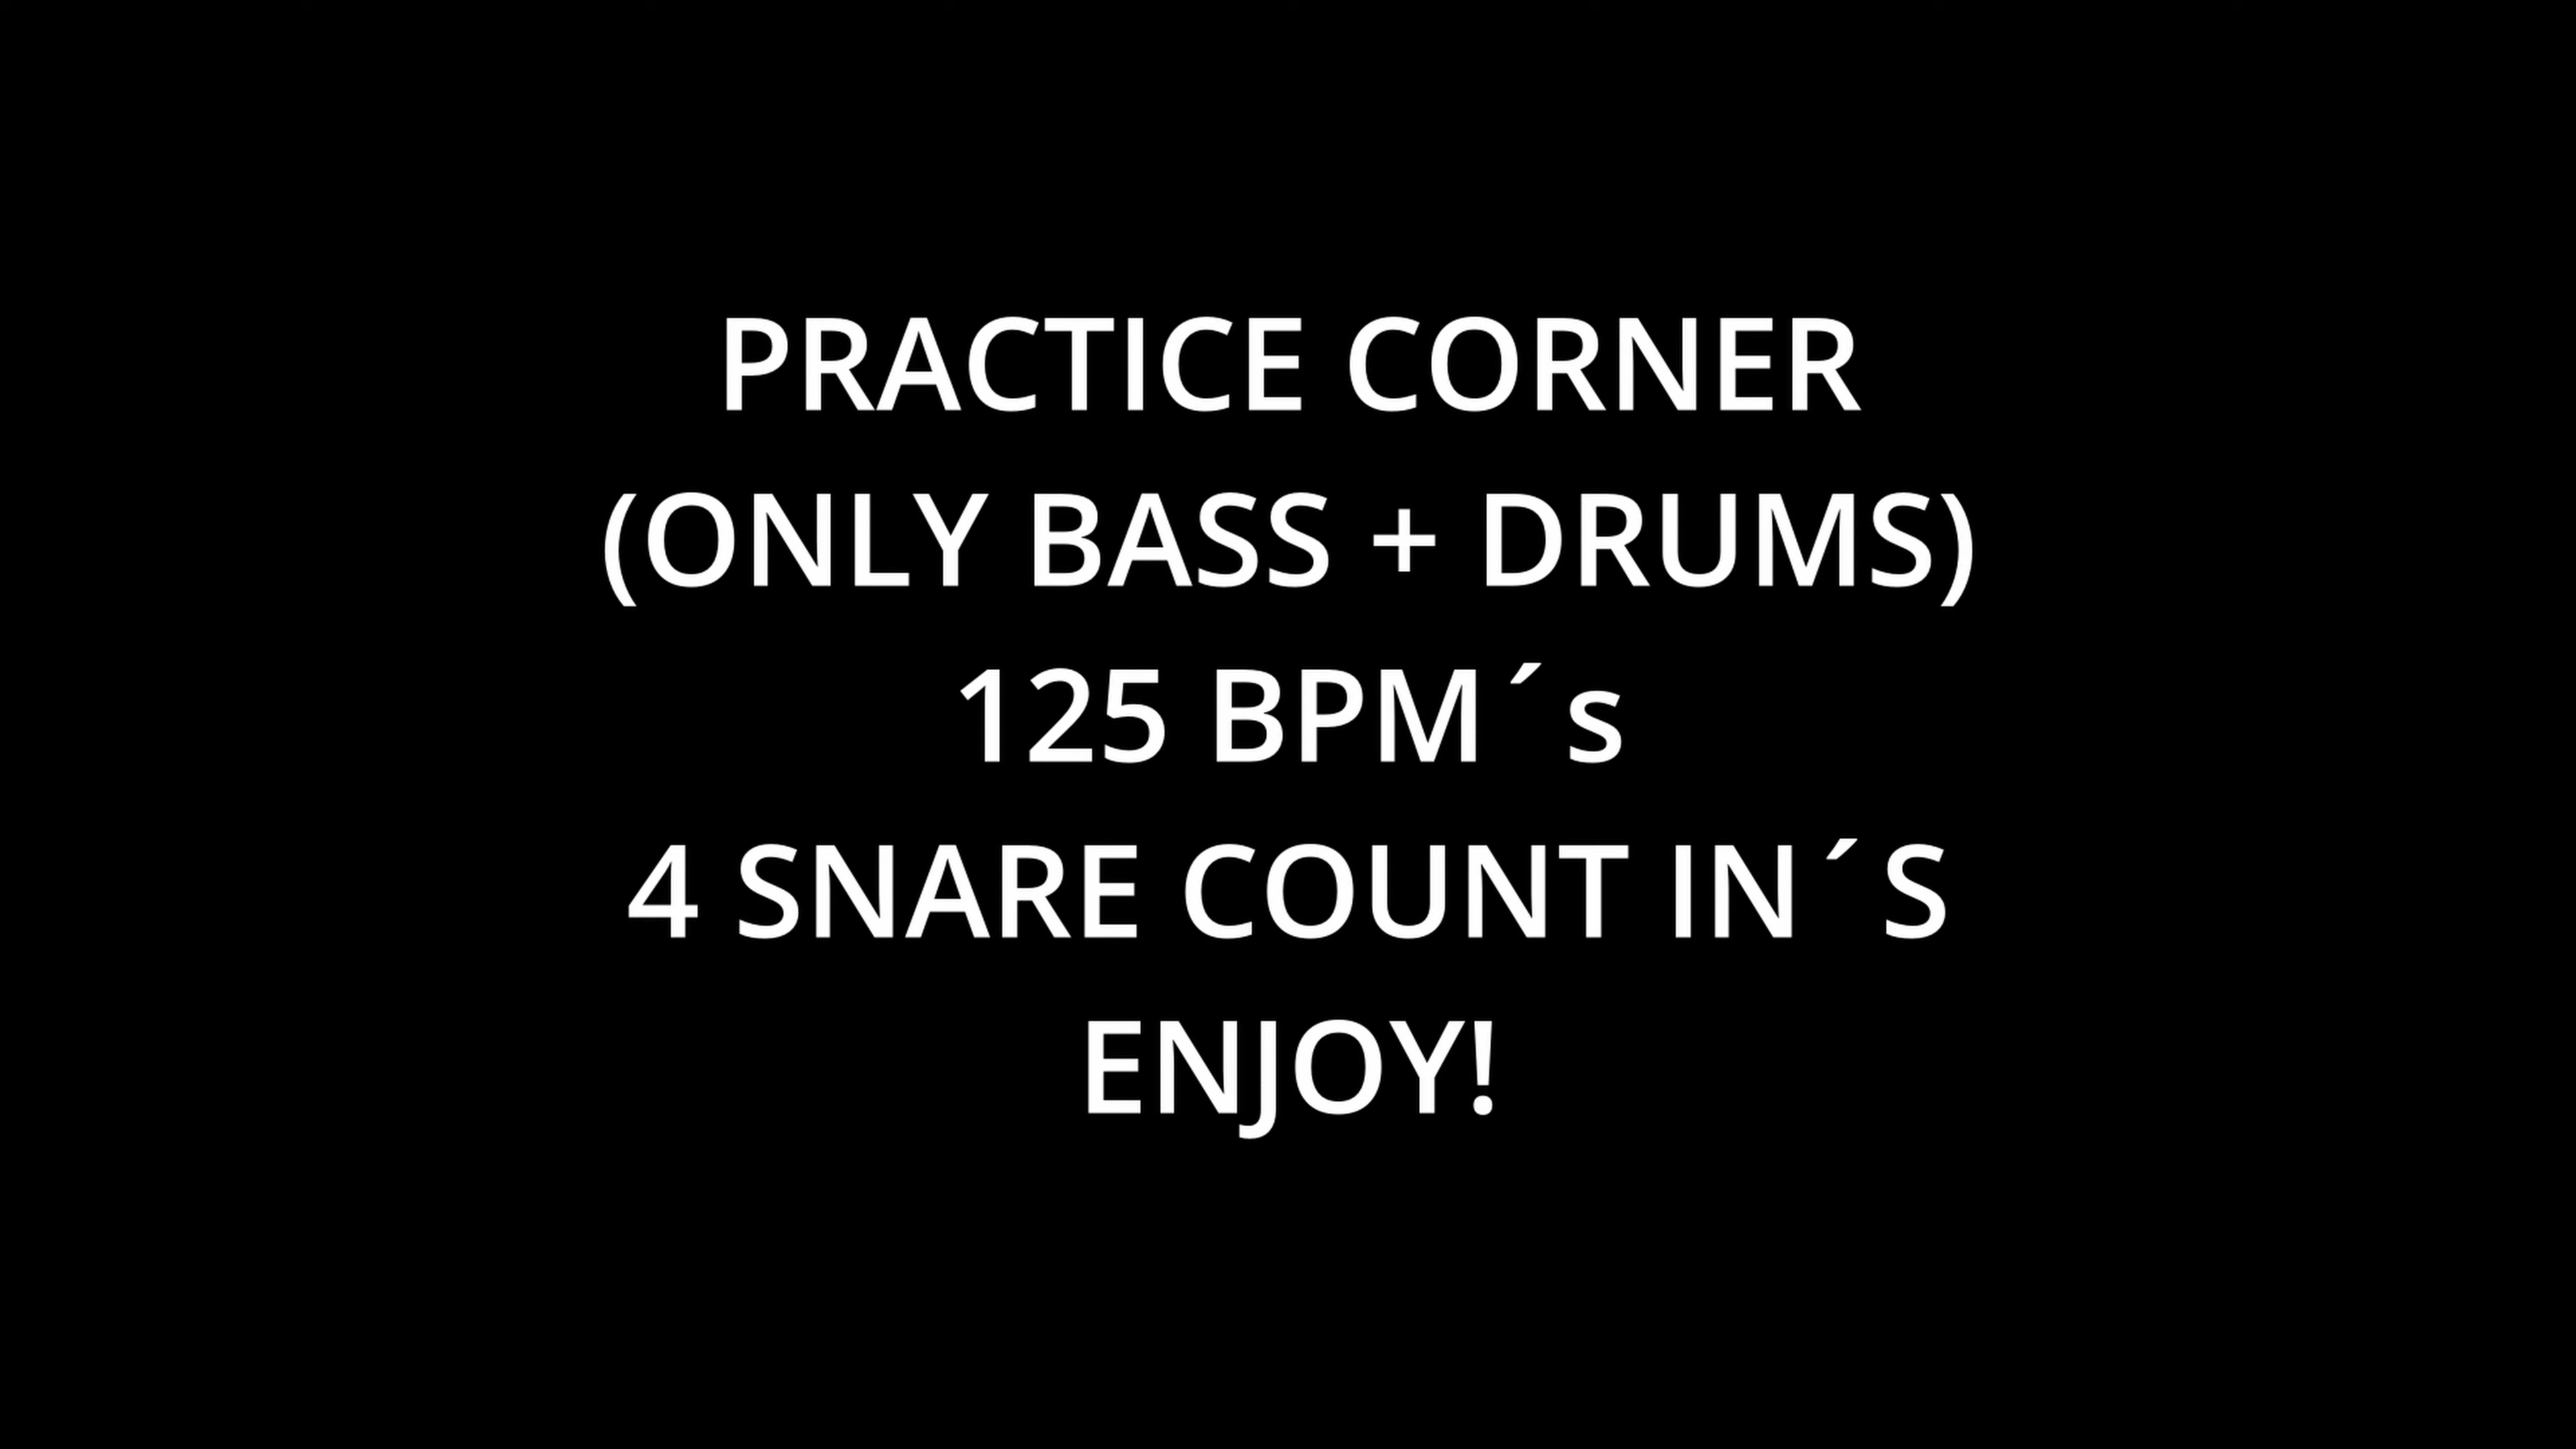 PRACTICE CORNER
(ONLY BASS + DRUMS)
125 BPM´s
4 SNARE COUNT IN´S
ENJOY!